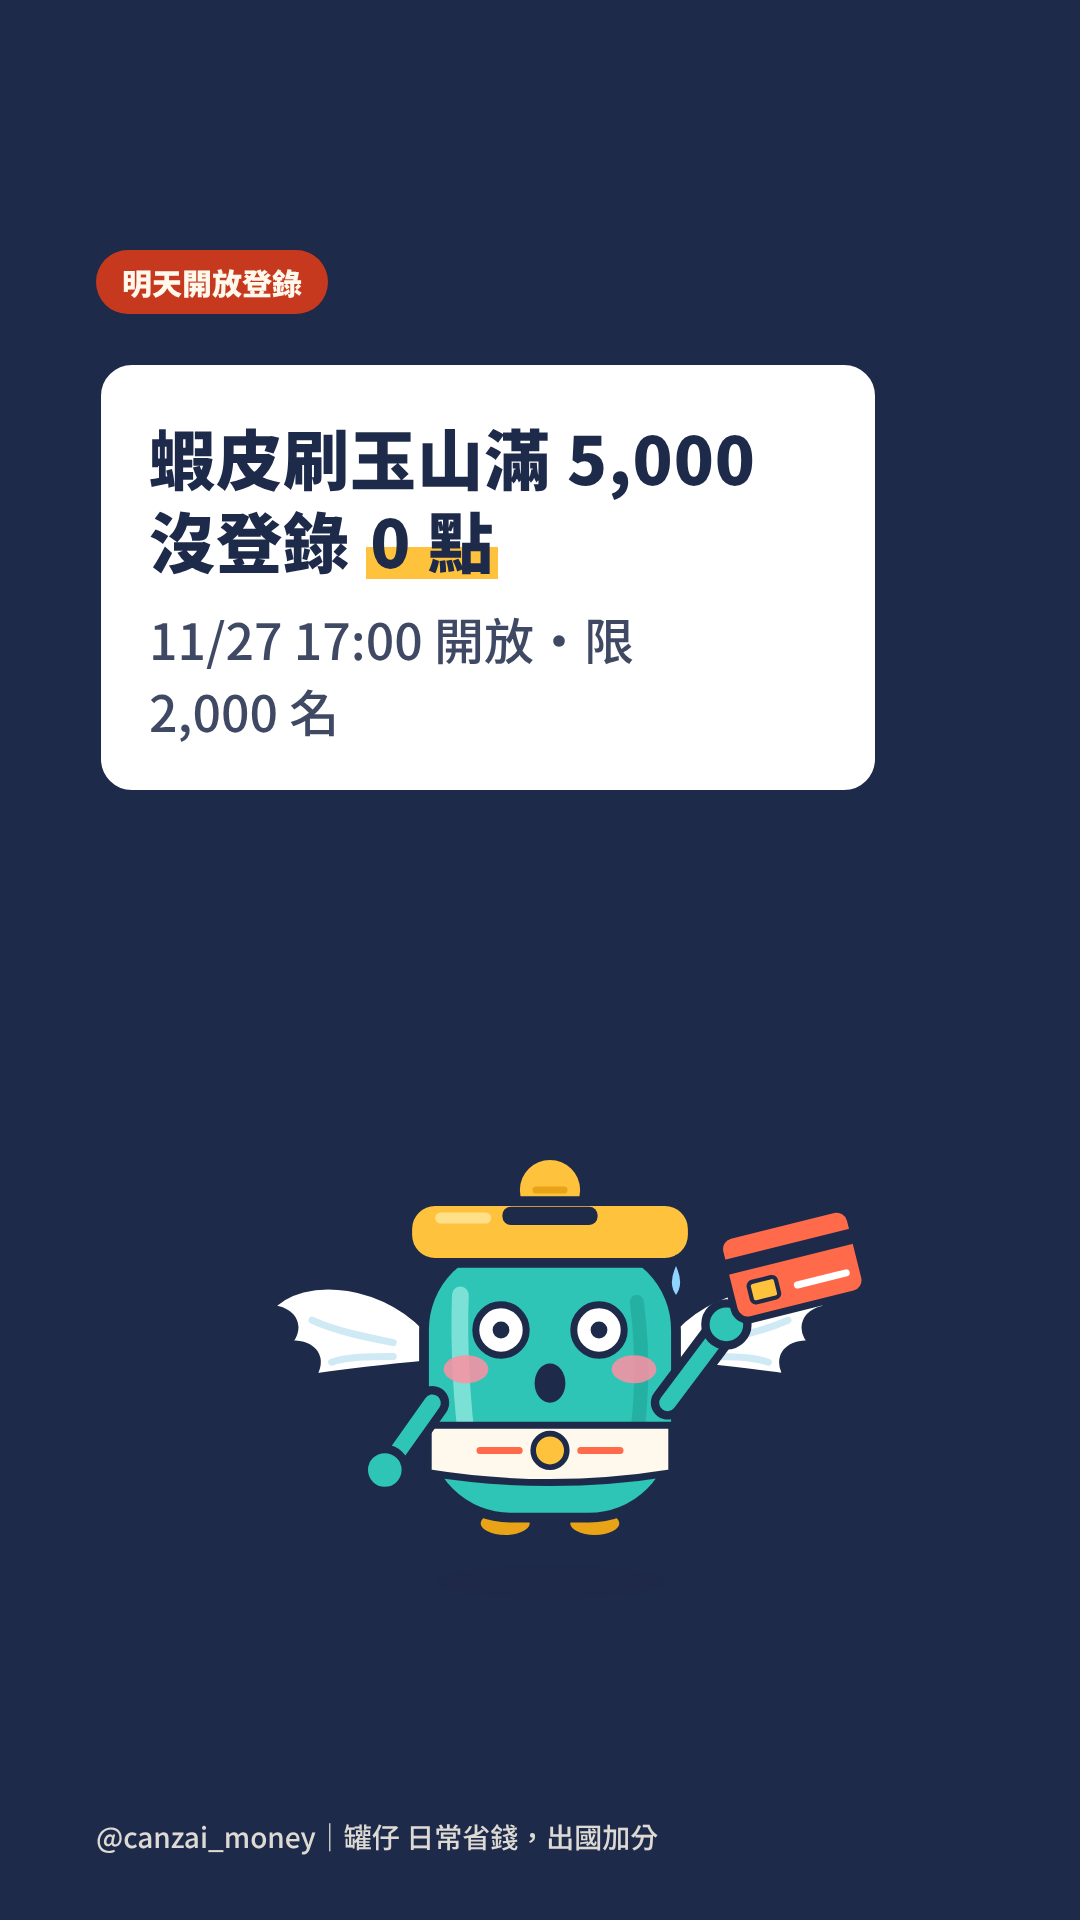 明天開放登錄
蝦皮刷玉山滿 5,000
沒登錄 0 點
11/27 17:00 開放・限
2,000 名
@canzai_money｜罐仔 日常省錢，出國加分